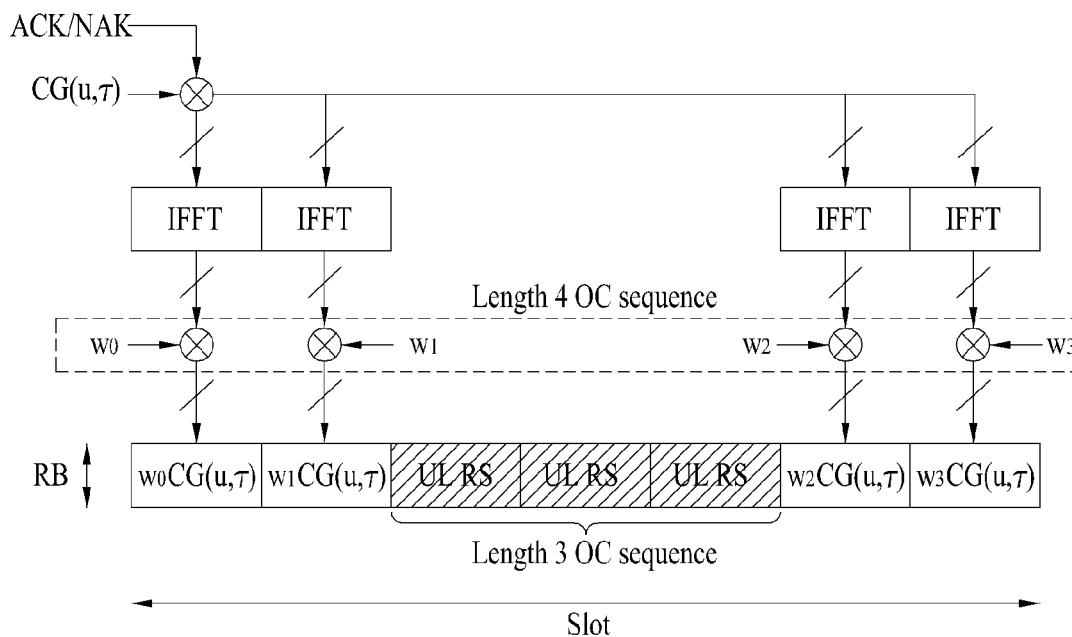 ACK/NAK
CG(u,τ)
IFFT IFFT IFFT IFFT
Length 4 OC sequence
w0 w1 w2 w3
RB w0CG(u,τ) w1CG(u,τ) UL RS UL RS UL RS w2CG(u,τ) w3CG(u,τ)
Length 3 OC sequence
Slot